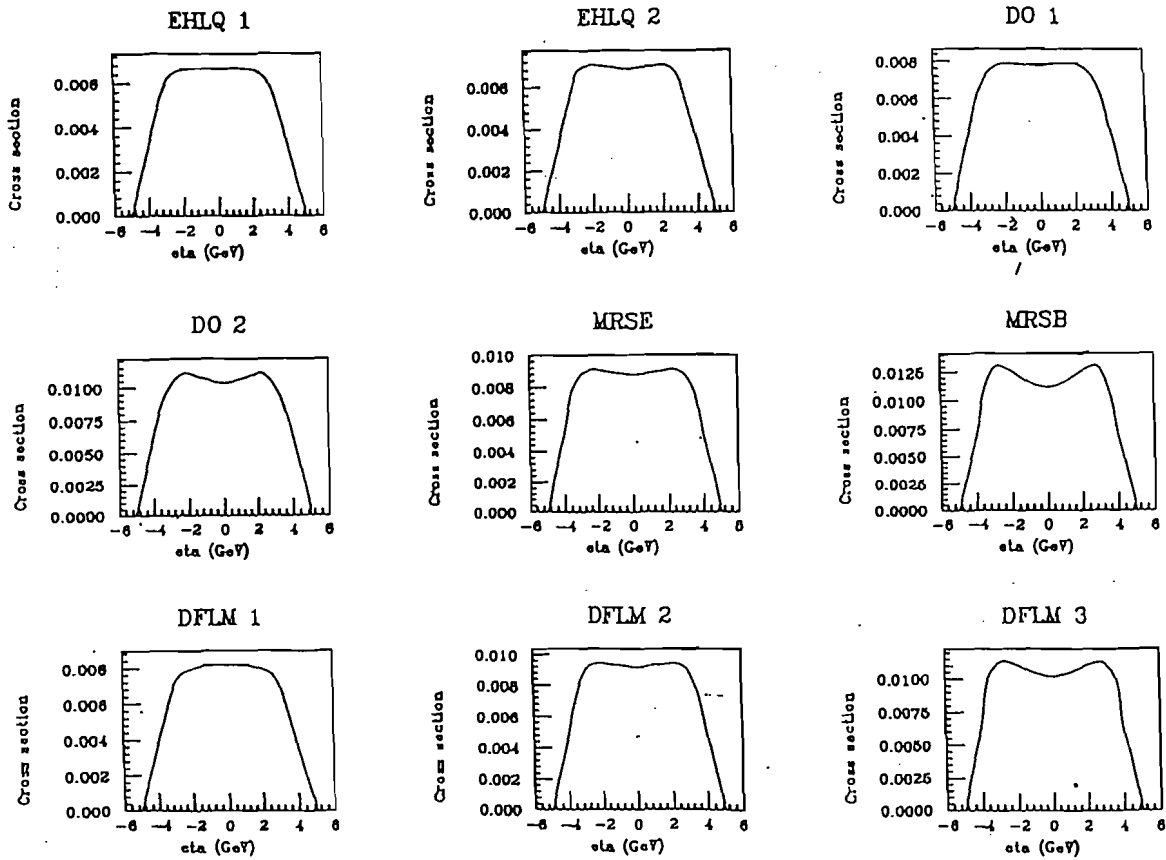 EHLQ 1
0.006
0.004
0.002
0.000
Cross section
-6 -4 -2 0 2 4 6
eta (GeV)
EHLQ 2
0.006
0.004
0.002
0.000
Cross section
-6 -4 -2 0 2 4 6
eta (GeV)
DO 1
0.008
0.006
0.004
0.002
0.000
Cross section
-6 -4 -2 0 2 4 6
eta (GeV)
DO 2
0.0100
0.0075
0.0050
0.0025
0.0000
Cross section
-6 -4 -2 0 2 4 6
eta (GeV)
MRSE
0.010
0.008
0.006
0.004
0.002
0.000
Cross section
-6 -4 -2 0 2 4 6
eta (GeV)
MRSB
0.0125
0.0100
0.0075
0.0050
0.0025
0.0000
Cross section
-6 -4 -2 0 2 4 6
eta (GeV)
DFLM 1
0.006
0.006
0.004
0.002
0.000
Cross section
-6 -4 -2 0 2 4 6
eta (GeV)
DFLM 2
0.010
0.008
0.006
0.004
0.002
0.000
Cross section
-6 -4 -2 0 2 4 6
eta (GeV)
DFLM 3
0.0100
0.0075
0.0050
0.0025
0.0000
Cross section
-6 -4 -2 0 2 4 6
eta (GeV)